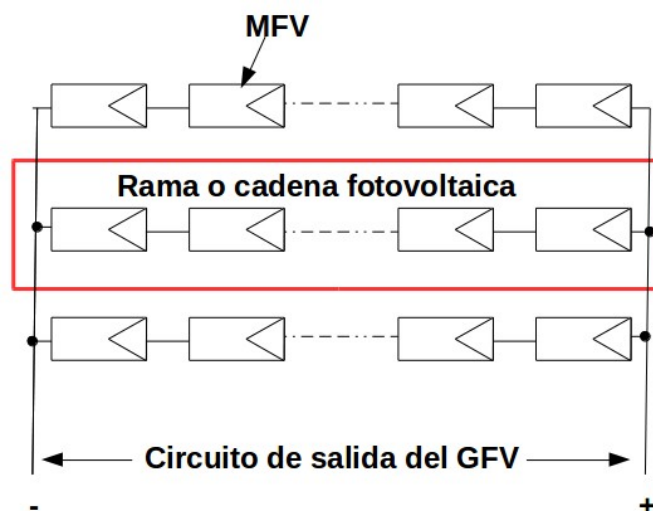 MFV
Rama o cadena fotovoltaica
Circuito de salida del GFV
- +